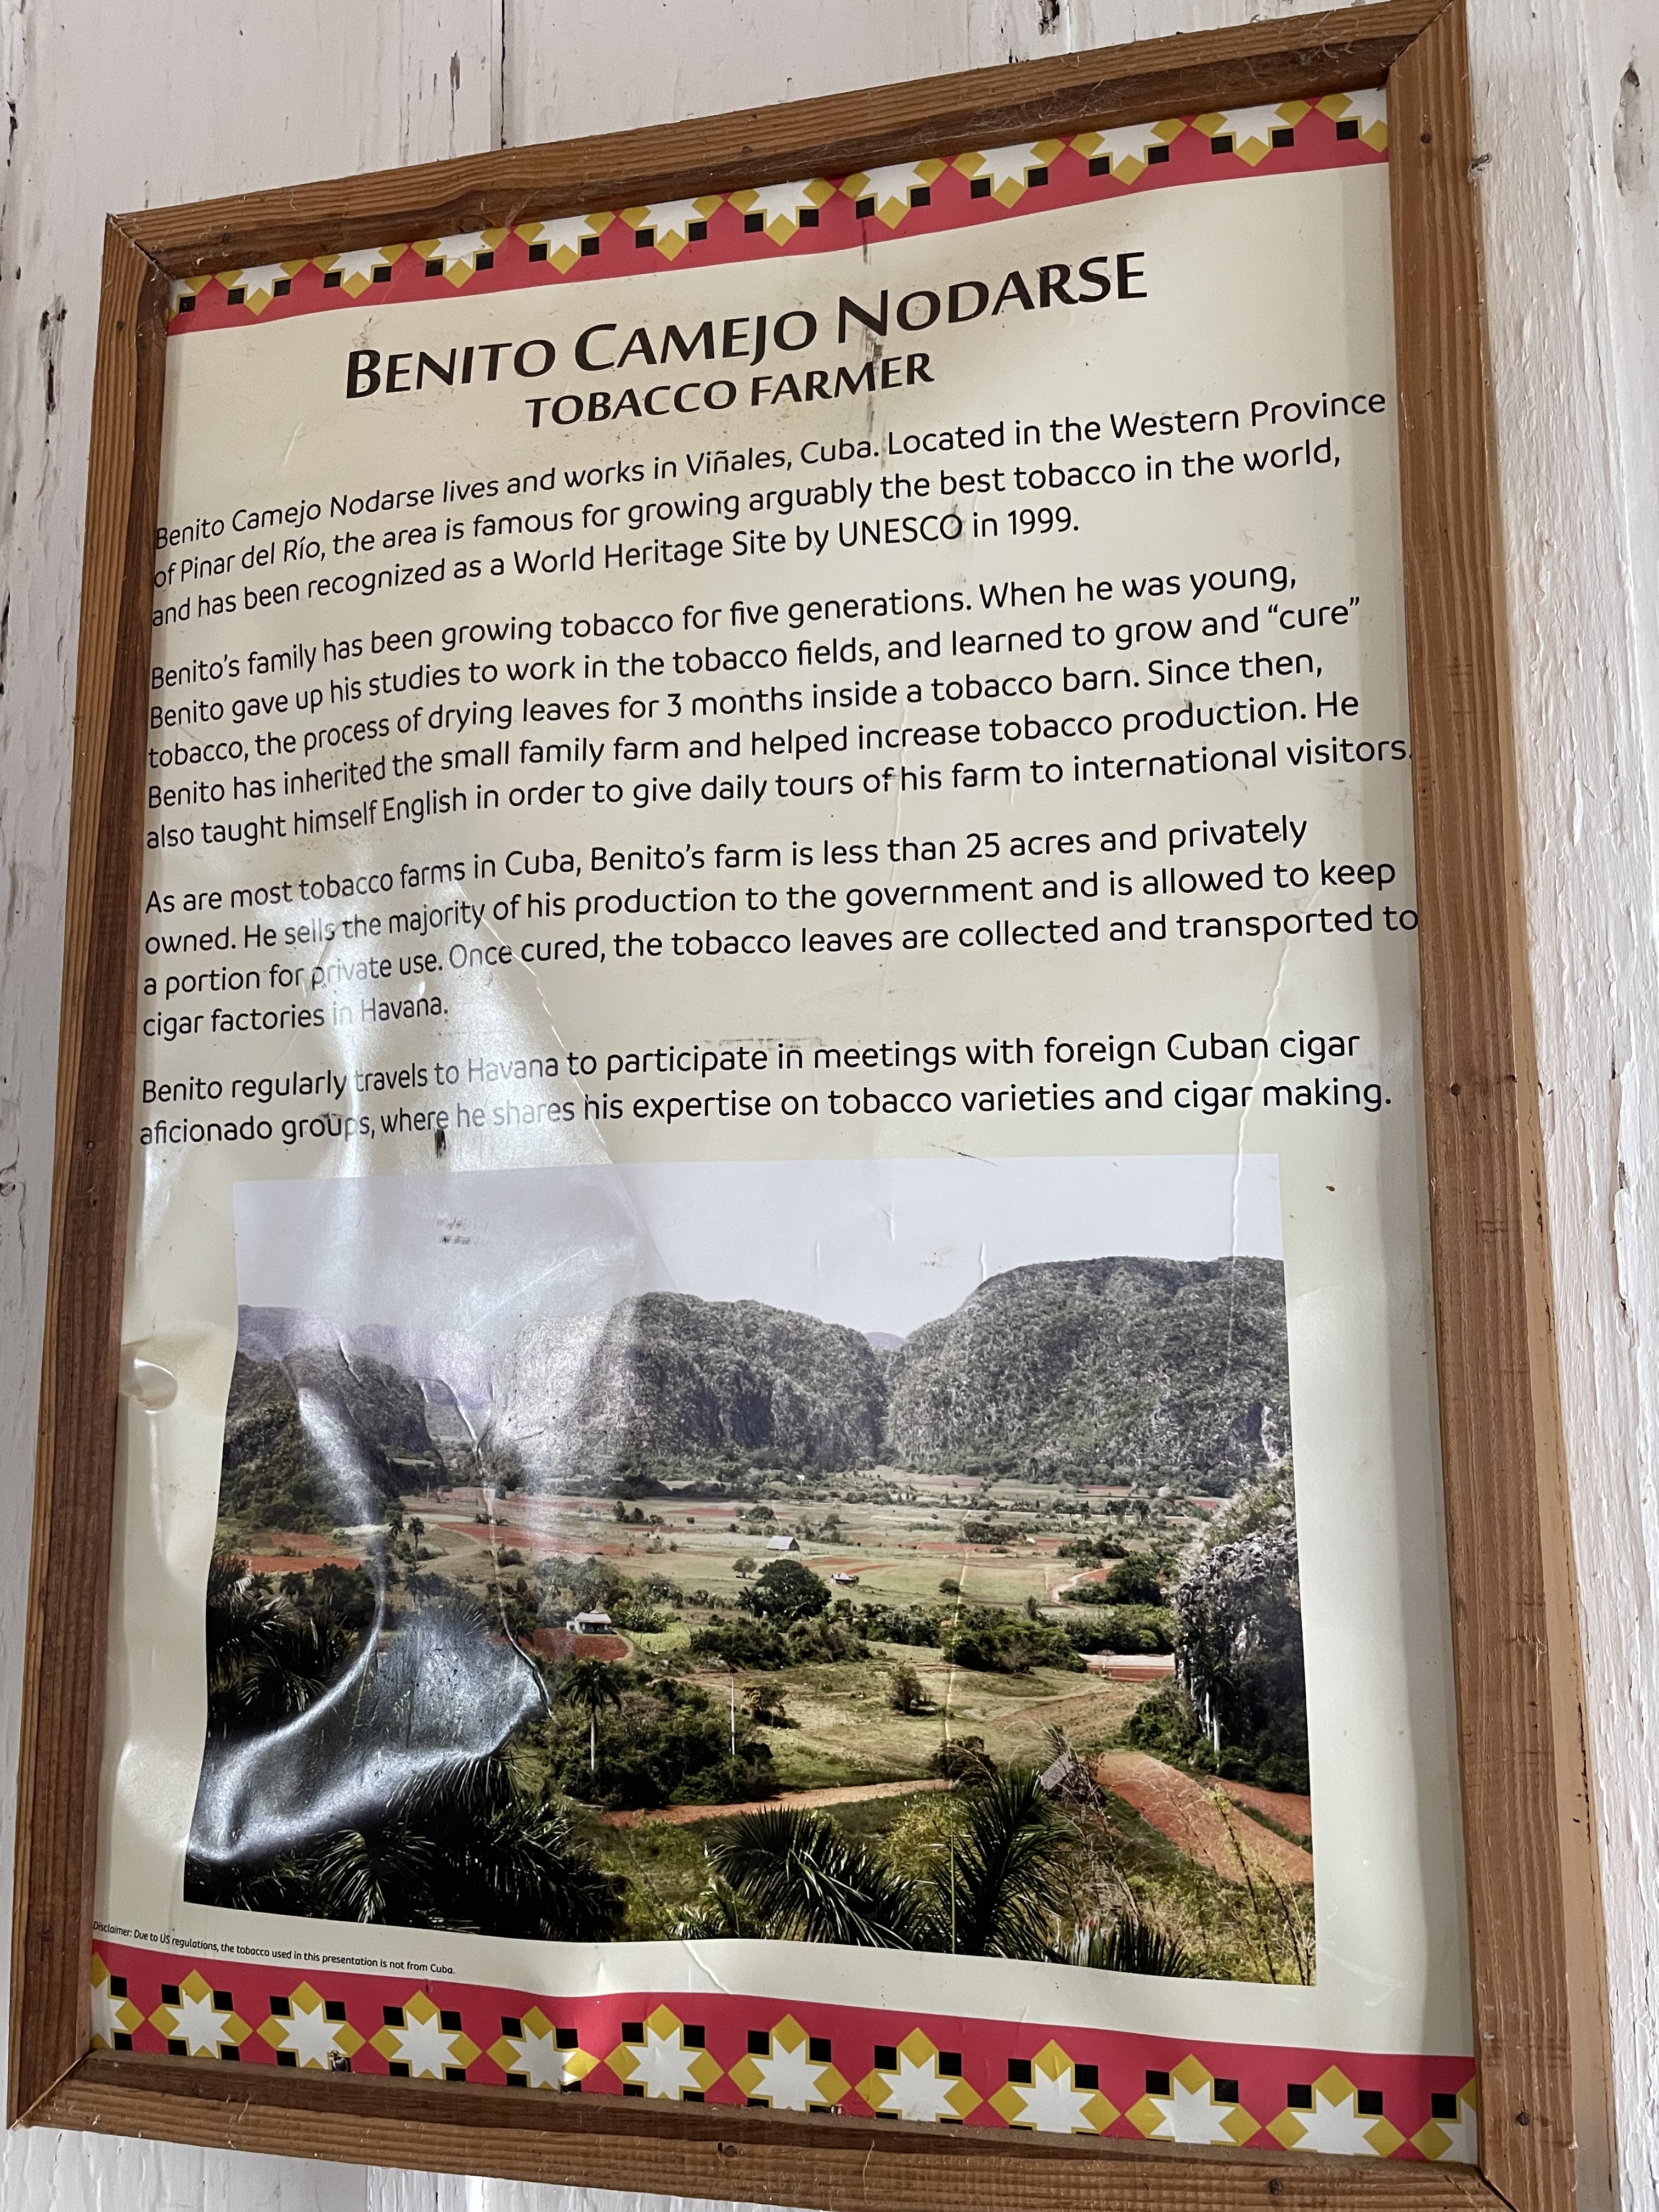 BENITO CAMEJO NODARSE
TOBACCO FARMER
Benito Camejo Nodarse lives and works in Viñales, Cuba. Located in the Western Province
of Pinar del Río, the area is famous for growing arguably the best tobacco in the world,
and has been recognized as a World Heritage Site by UNESCO in 1999.
Benito’s family has been growing tobacco for five generations. When he was young,
Benito gave up his studies to work in the tobacco fields, and learned to grow and “cure”
tobacco, the process of drying leaves for 3 months inside a tobacco barn. Since then,
Benito has inherited the small family farm and helped increase tobacco production. He
also taught himself English in order to give daily tours of his farm to international visitors.
As are most tobacco farms in Cuba, Benito’s farm is less than 25 acres and privately
owned. He sells the majority of his production to the government and is allowed to keep
a portion for private use. Once cured, the tobacco leaves are collected and transported to
cigar factories in Havana.
Benito regularly travels to Havana to participate in meetings with foreign Cuban cigar
aficionado groups, where he shares his expertise on tobacco varieties and cigar making.
Disclaimer: Due to US regulations, the tobacco used in this presentation is not from Cuba.